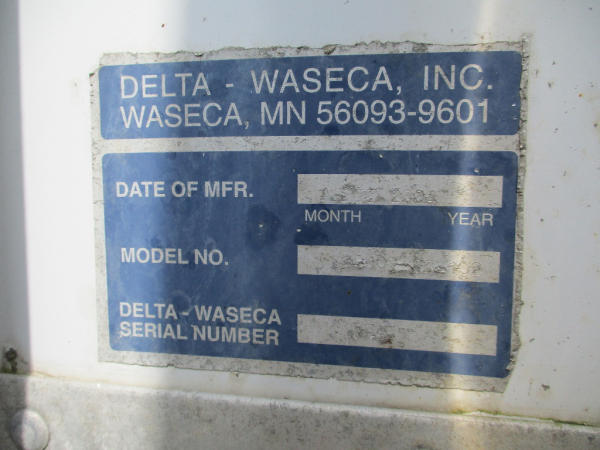 DELTA - WASECA, INC.
WASECA, MN 56093-9601
DATE OF MFR.
MONTH YEAR
MODEL NO.
DELTA - WASECA
SERIAL NUMBER